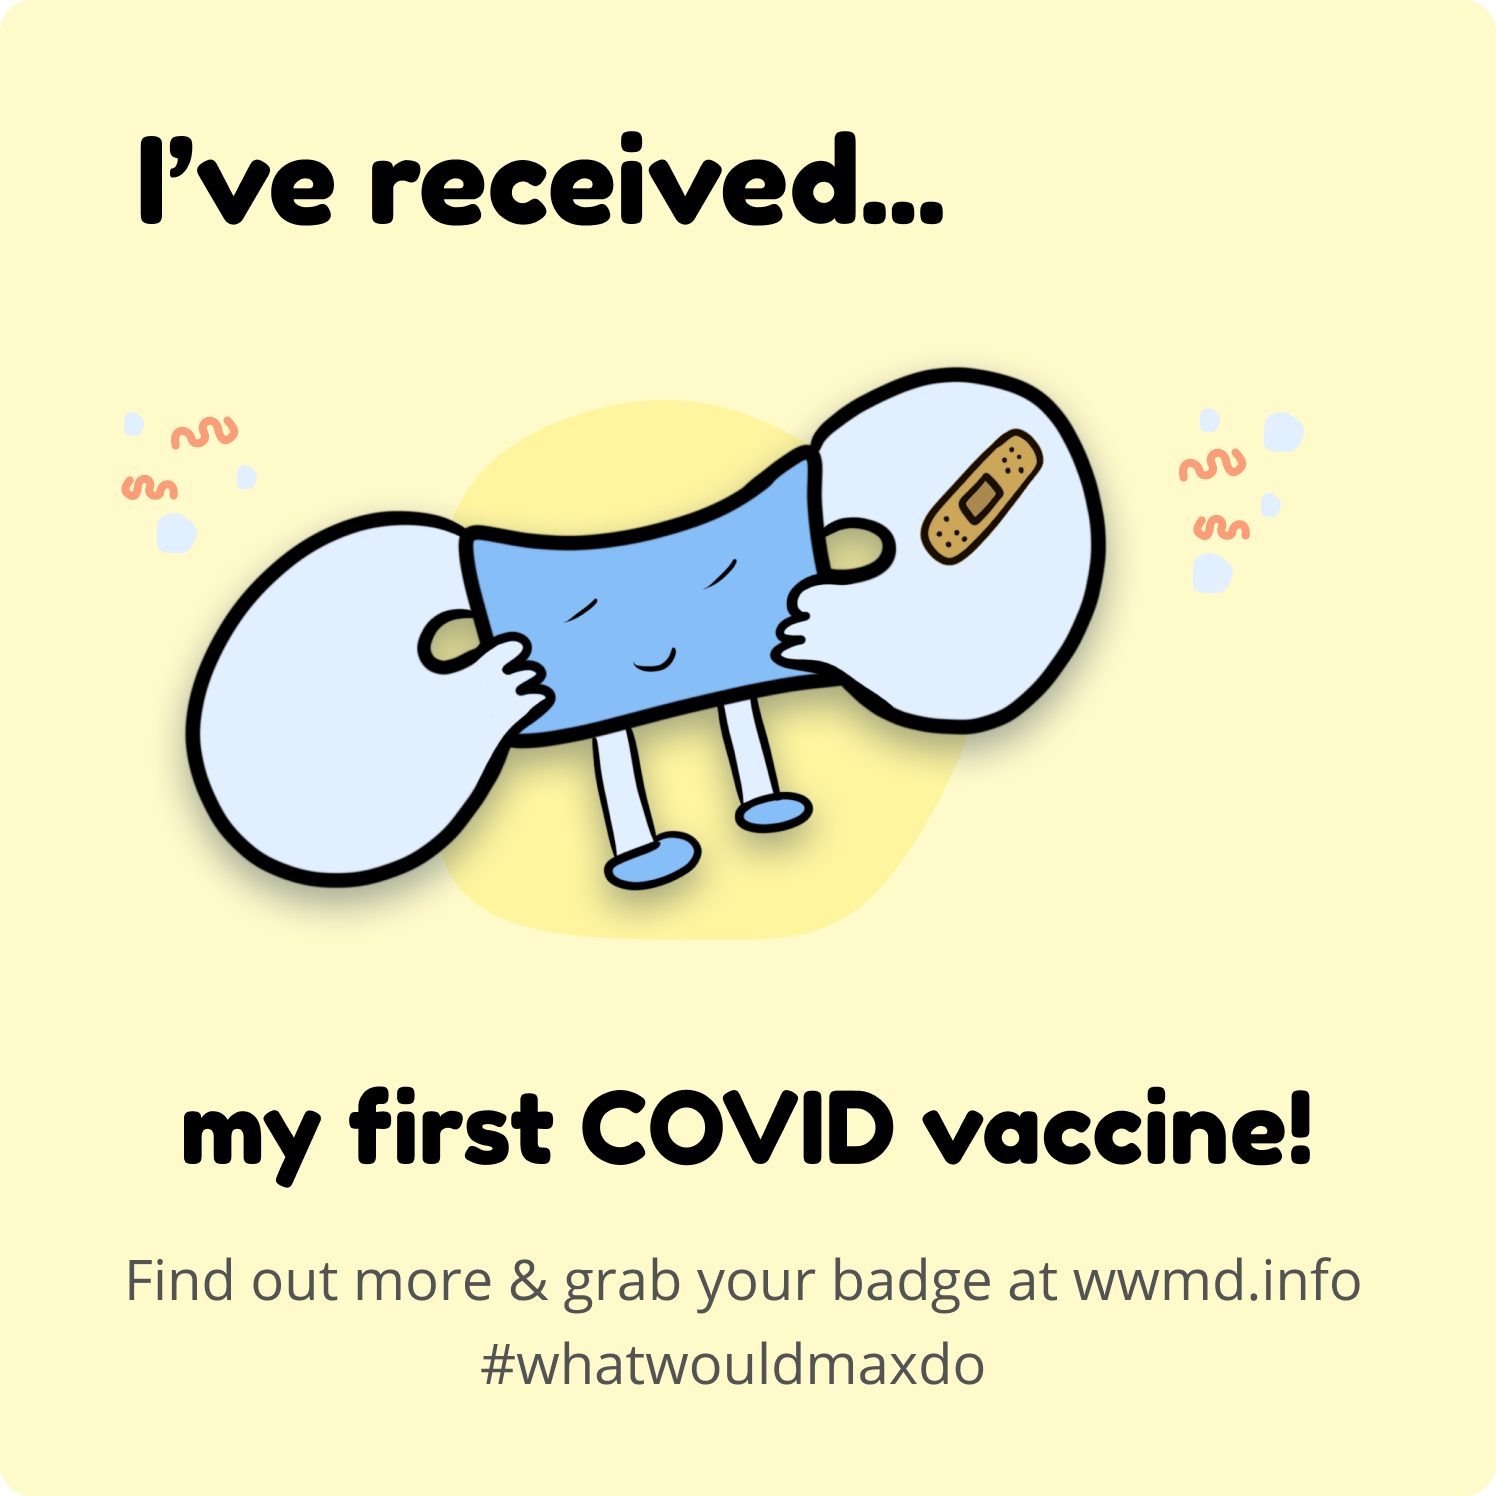 I’ve received...
my first COVID vaccine!
Find out more & grab your badge at wwmd.info
#whatwouldmaxdo